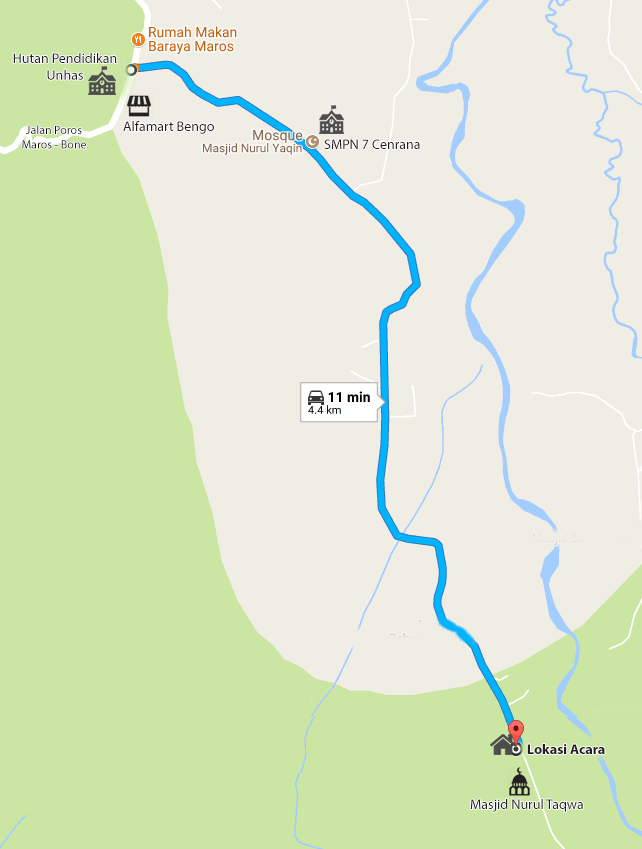 Rumah Makan
Baraya Maros
Hutan Pendidikan
Unhas
Alfamart Bengo
Jalan Poros
Maros - Bone
Mosque
Masjid Nurul Yaqin
SMPN 7 Cenrana
11 min
4.4 km
Lokasi Acara
Masjid Nurul Taqwa